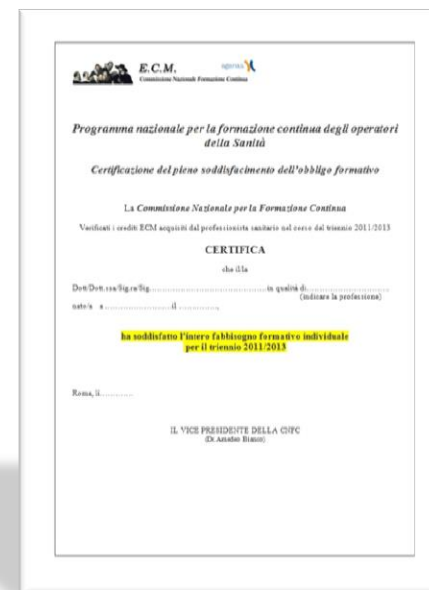 E.C.M.
Commissione Nazionale Formazione Continua
agenas
Programma nazionale per la formazione continua degli operatori
della Sanità
Certificazione del pieno soddisfacimento dell'obbligo formativo
La Commissione Nazionale per la Formazione Continua
Verificati i crediti ECM acquisiti dal professionista sanitario nel corso del triennio 2011/2013
CERTIFICA
che il/la
Dott/Dott.ssa/Sig.ra/Sig.................................................in qualità di...................................
(indicare la professione)
nato/a a ........................il ...............,
ha soddisfatto l'intero fabbisogno formativo individuale
per il triennio 2011/2013
Roma, lì............
IL VICE PRESIDENTE DELLA CNFC
(Dr. Amedeo Bianco)